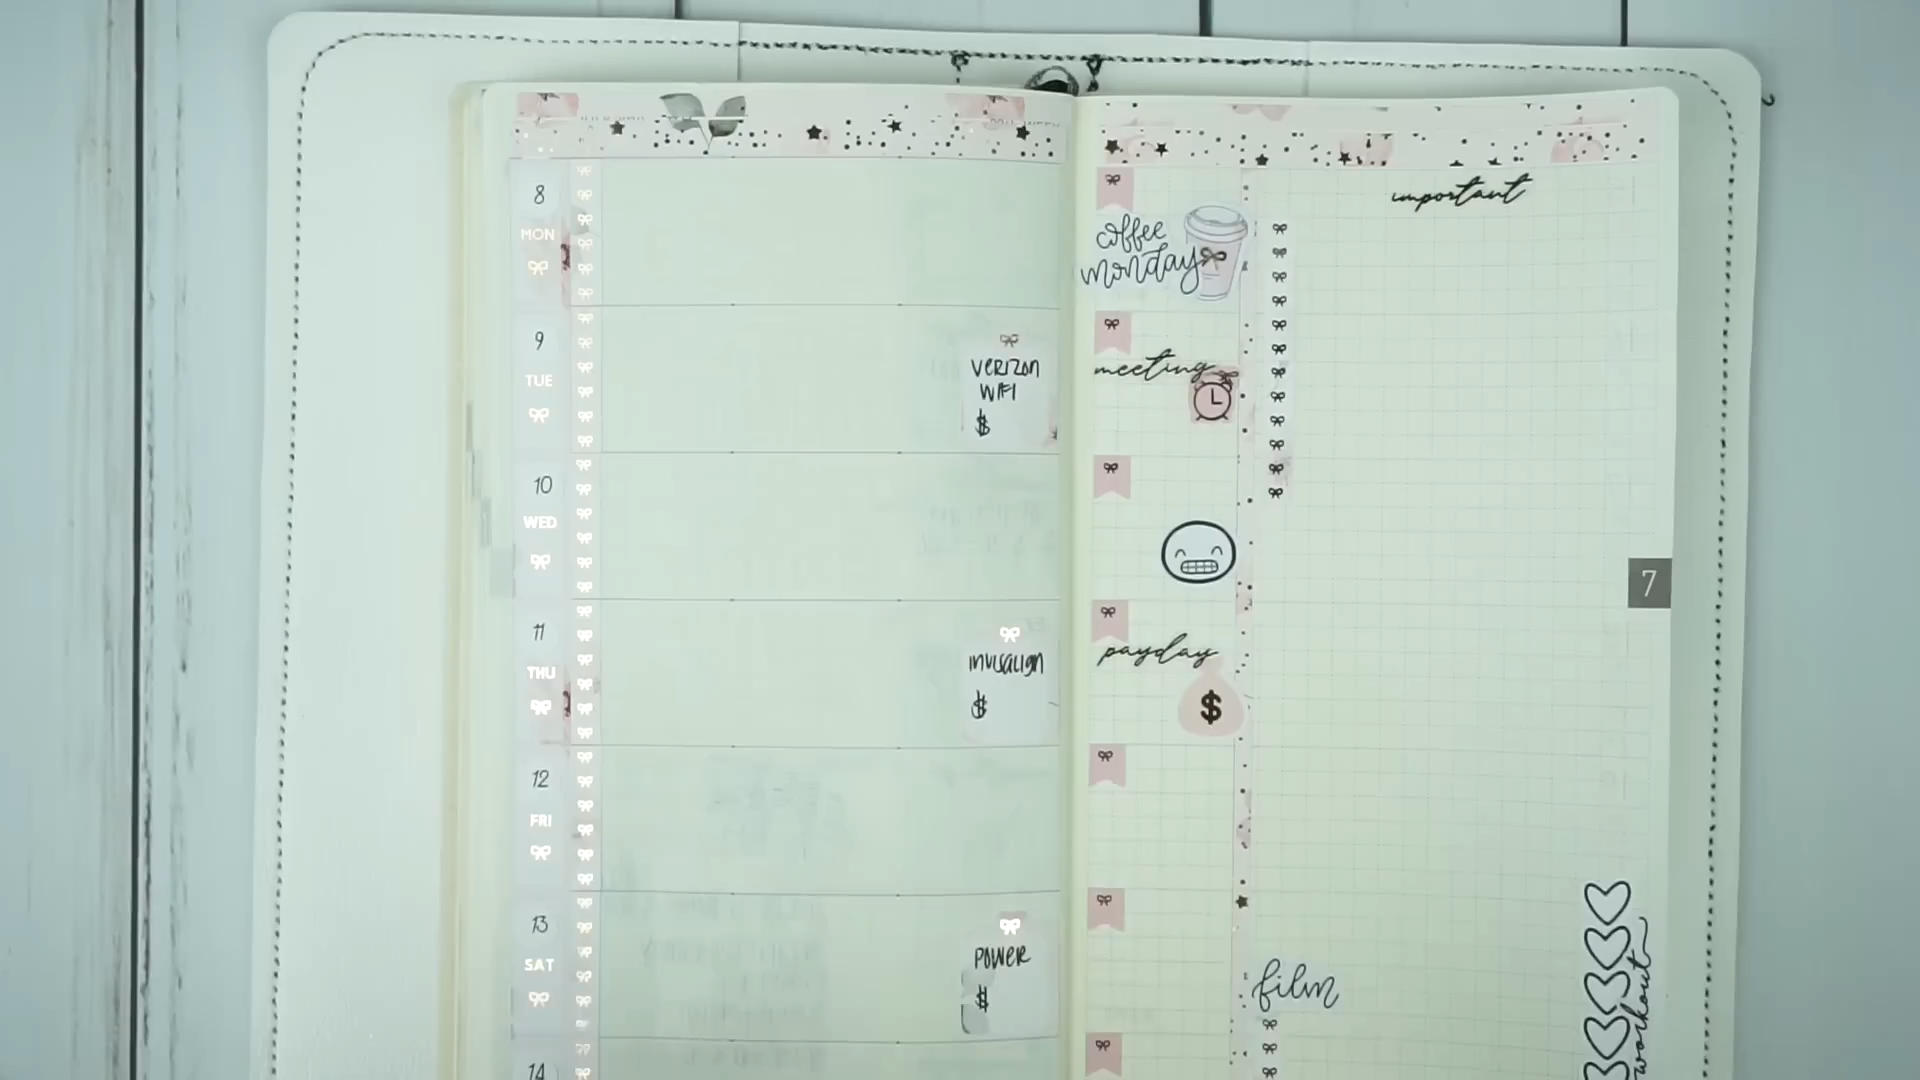 8
MON
9
TUE
verizon
WIFI
$
10
WED
11
THU
invisalign
$
12
FRI
13
SAT
POWER
$
14
important
coffee
monday
meeting
payday
$
7
film
workout